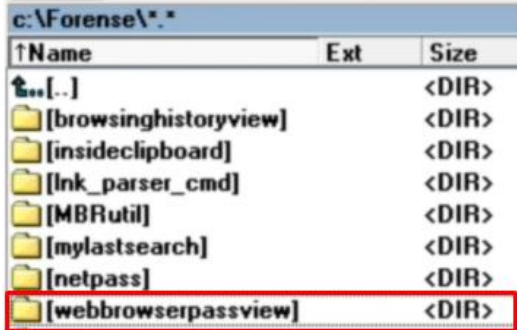 c:\Forense\*.*
↑Name Ext Size
[..] <DIR>
[browsinghistoryview] <DIR>
[insideclipboard] <DIR>
[lnk_parser_cmd] <DIR>
[MBRutil] <DIR>
[mylastsearch] <DIR>
[netpass] <DIR>
[webbrowserpassview] <DIR>